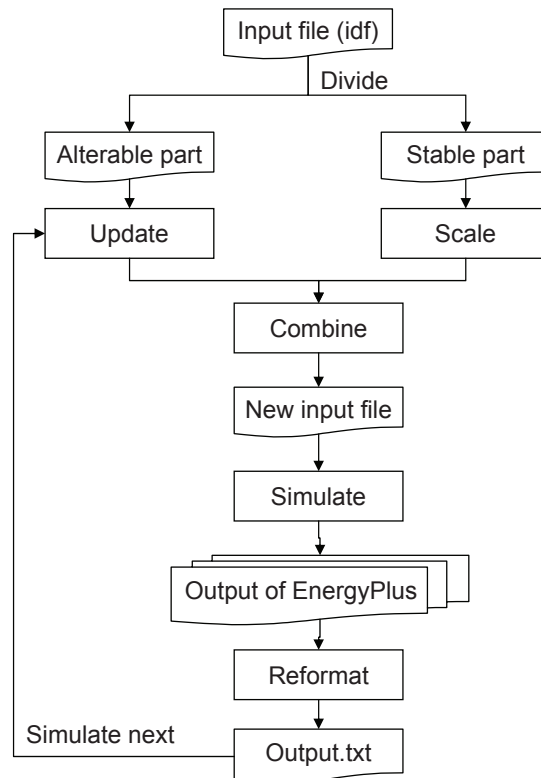 Input file (idf)
Divide
Alterable part
Stable part
Update
Scale
Combine
New input file
Simulate
Output of EnergyPlus
Reformat
Simulate next
Output.txt